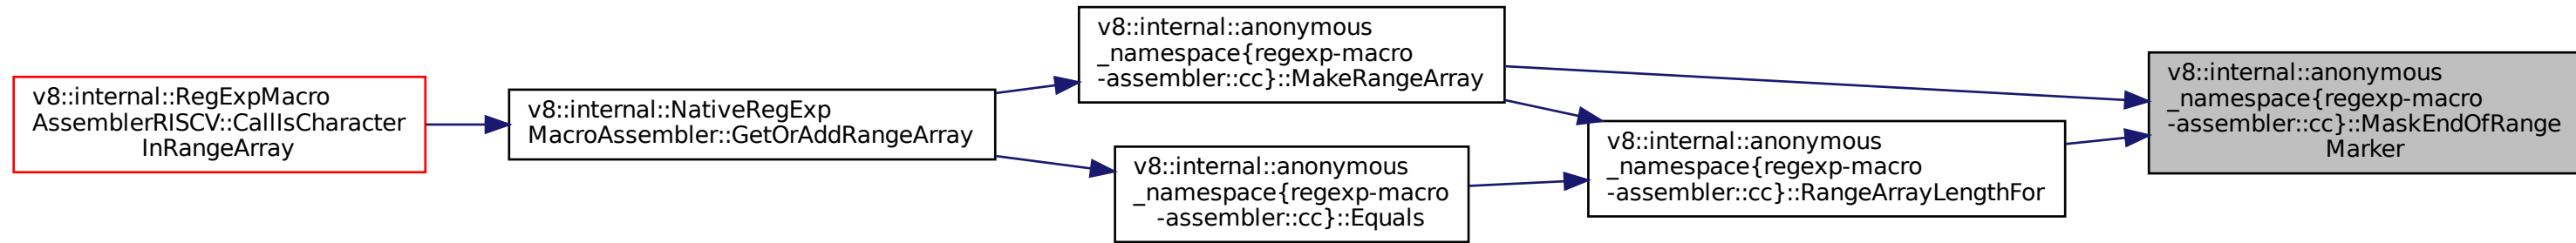 v8::internal::RegExpMacro
AssemblerRISCV::CallIsCharacter
InRangeArray
v8::internal::NativeRegExp
MacroAssembler::GetOrAddRangeArray
v8::internal::anonymous
_namespace{regexp-macro
-assembler::cc}::MakeRangeArray
v8::internal::anonymous
_namespace{regexp-macro
-assembler::cc}::Equals
v8::internal::anonymous
_namespace{regexp-macro
-assembler::cc}::RangeArrayLengthFor
v8::internal::anonymous
_namespace{regexp-macro
-assembler::cc}::MaskEndOfRange
Marker